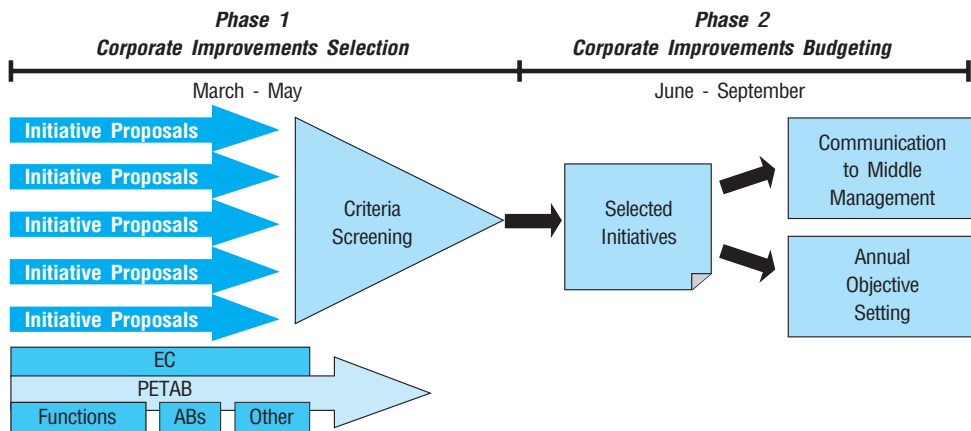 Phase 1
Corporate Improvements Selection
Phase 2
Corporate Improvements Budgeting
March - May
June - September
Initiative Proposals
Initiative Proposals
Initiative Proposals
Initiative Proposals
Initiative Proposals
Criteria
Screening
Selected
Initiatives
Communication
to Middle
Management
Annual
Objective
Setting
EC
PETAB
Functions
ABs
Other